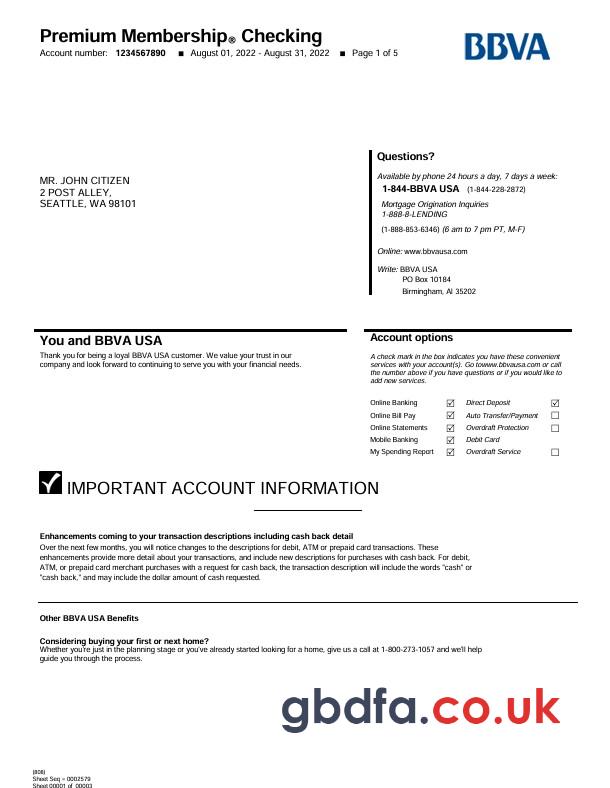 Premium Membership® Checking
Account number: 1234567890 ■ August 01, 2022 - August 31, 2022 ■ Page 1 of 5
BBVA
MR. JOHN CITIZEN
2 POST ALLEY,
SEATTLE, WA 98101
Questions?
Available by phone 24 hours a day, 7 days a week:
1-844-BBVA USA (1-844-228-2872)
Mortgage Origination Inquiries
1-888-8-LENDING
(1-888-853-6346) (6 am to 7 pm PT, M-F)
Online: www.bbvausa.com
Write: BBVA USA
PO Box 10184
Birmingham, Al 35202
You and BBVA USA
Thank you for being a loyal BBVA USA customer. We value your trust in our
company and look forward to continuing to serve you with your financial needs.
Account options
A check mark in the box indicates you have these convenient
services with your account(s). Go towww.bbvausa.com or call
the number above if you have questions or if you would like to
add new services.
Online Banking ☑ Direct Deposit ☑
Online Bill Pay ☑ Auto Transfer/Payment ☐
Online Statements ☑ Overdraft Protection ☐
Mobile Banking ☑ Debit Card
My Spending Report ☑ Overdraft Service ☐
IMPORTANT ACCOUNT INFORMATION
Enhancements coming to your transaction descriptions including cash back detail
Over the next few months, you will notice changes to the descriptions for debit, ATM or prepaid card transactions. These
enhancements provide more detail about your transactions, and include new descriptions for purchases with cash back. For debit,
ATM, or prepaid card merchant purchases with a request for cash back, the transaction description will include the words "cash" or
"cash back," and may include the dollar amount of cash requested.
Other BBVA USA Benefits
Considering buying your first or next home?
Whether you're just in the planning stage or you've already started looking for a home, give us a call at 1-800-273-1057 and we'll help
guide you through the process.
gbdfa.co.uk
(808)
Sheet Seq = 0002579
Sheet 00001 of 00003